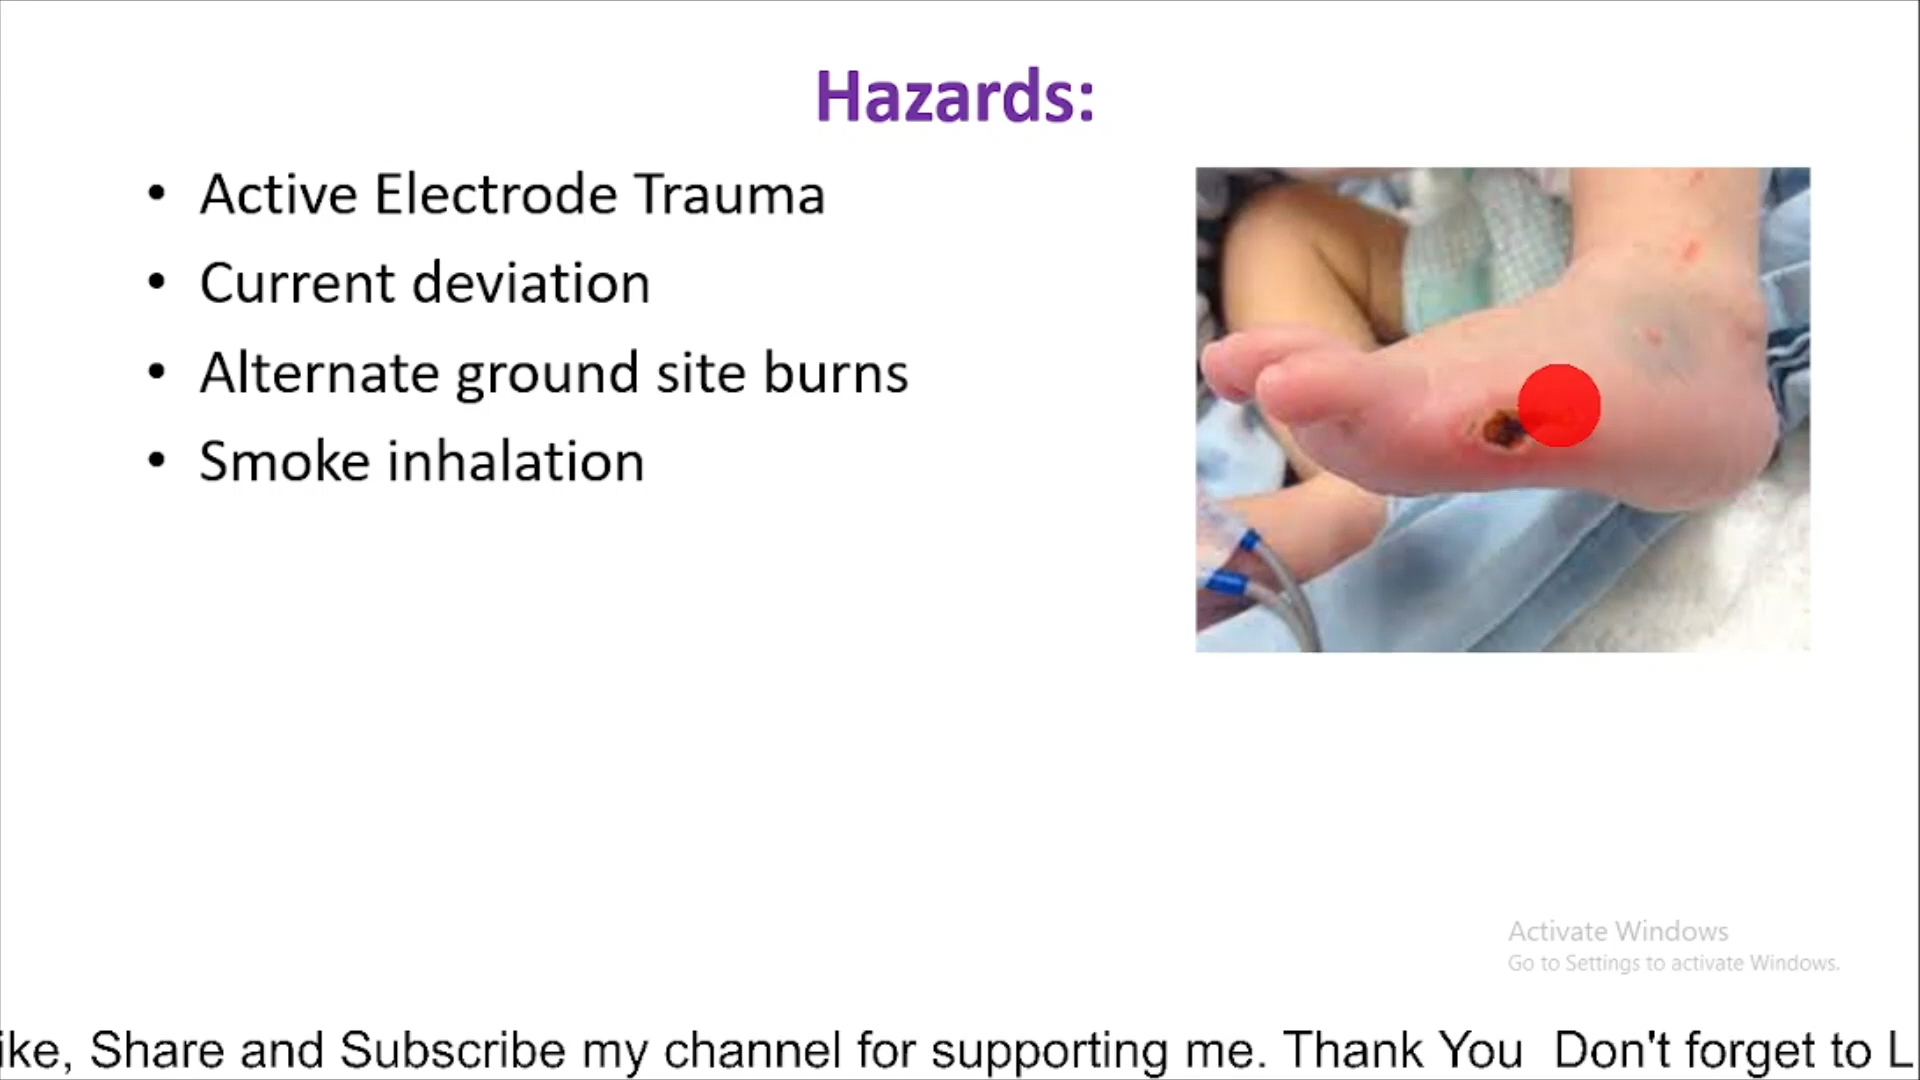 Hazards:
• Active Electrode Trauma
• Current deviation
• Alternate ground site burns
• Smoke inhalation
Activate Windows
Go to Settings to activate Windows.
ike, Share and Subscribe my channel for supporting me. Thank You Don't forget to L